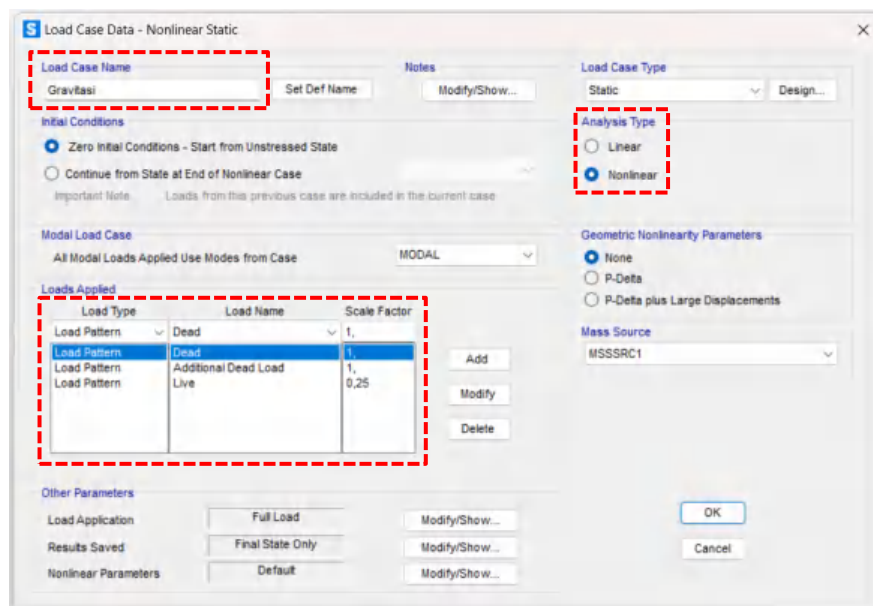 S Load Case Data - Nonlinear Static
Load Case Name Notes Load Case Type
Gravitasi Set Def Name Modify/Show... Static Design...
Initial Conditions Analysis Type
Zero Initial Conditions - Start from Unstressed State Linear
Continue from State at End of Nonlinear Case Nonlinear
Important Note Loads from this previous case are included in the current case
Modal Load Case Geometric Nonlinearity Parameters
All Modal Loads Applied Use Modes from Case MODAL None
P-Delta
Loads Applied P-Delta plus Large Displacements
Load Type Load Name Scale Factor
Load Pattern Dead 1, Mass Source
Load Pattern Dead 1, Add MSSSRC1
Load Pattern Additional Dead Load 1,
Load Pattern Live 0,25
Modify
Delete
Other Parameters
Load Application Full Load Modify/Show... OK
Results Saved Final State Only Modify/Show... Cancel
Nonlinear Parameters Default Modify/Show...